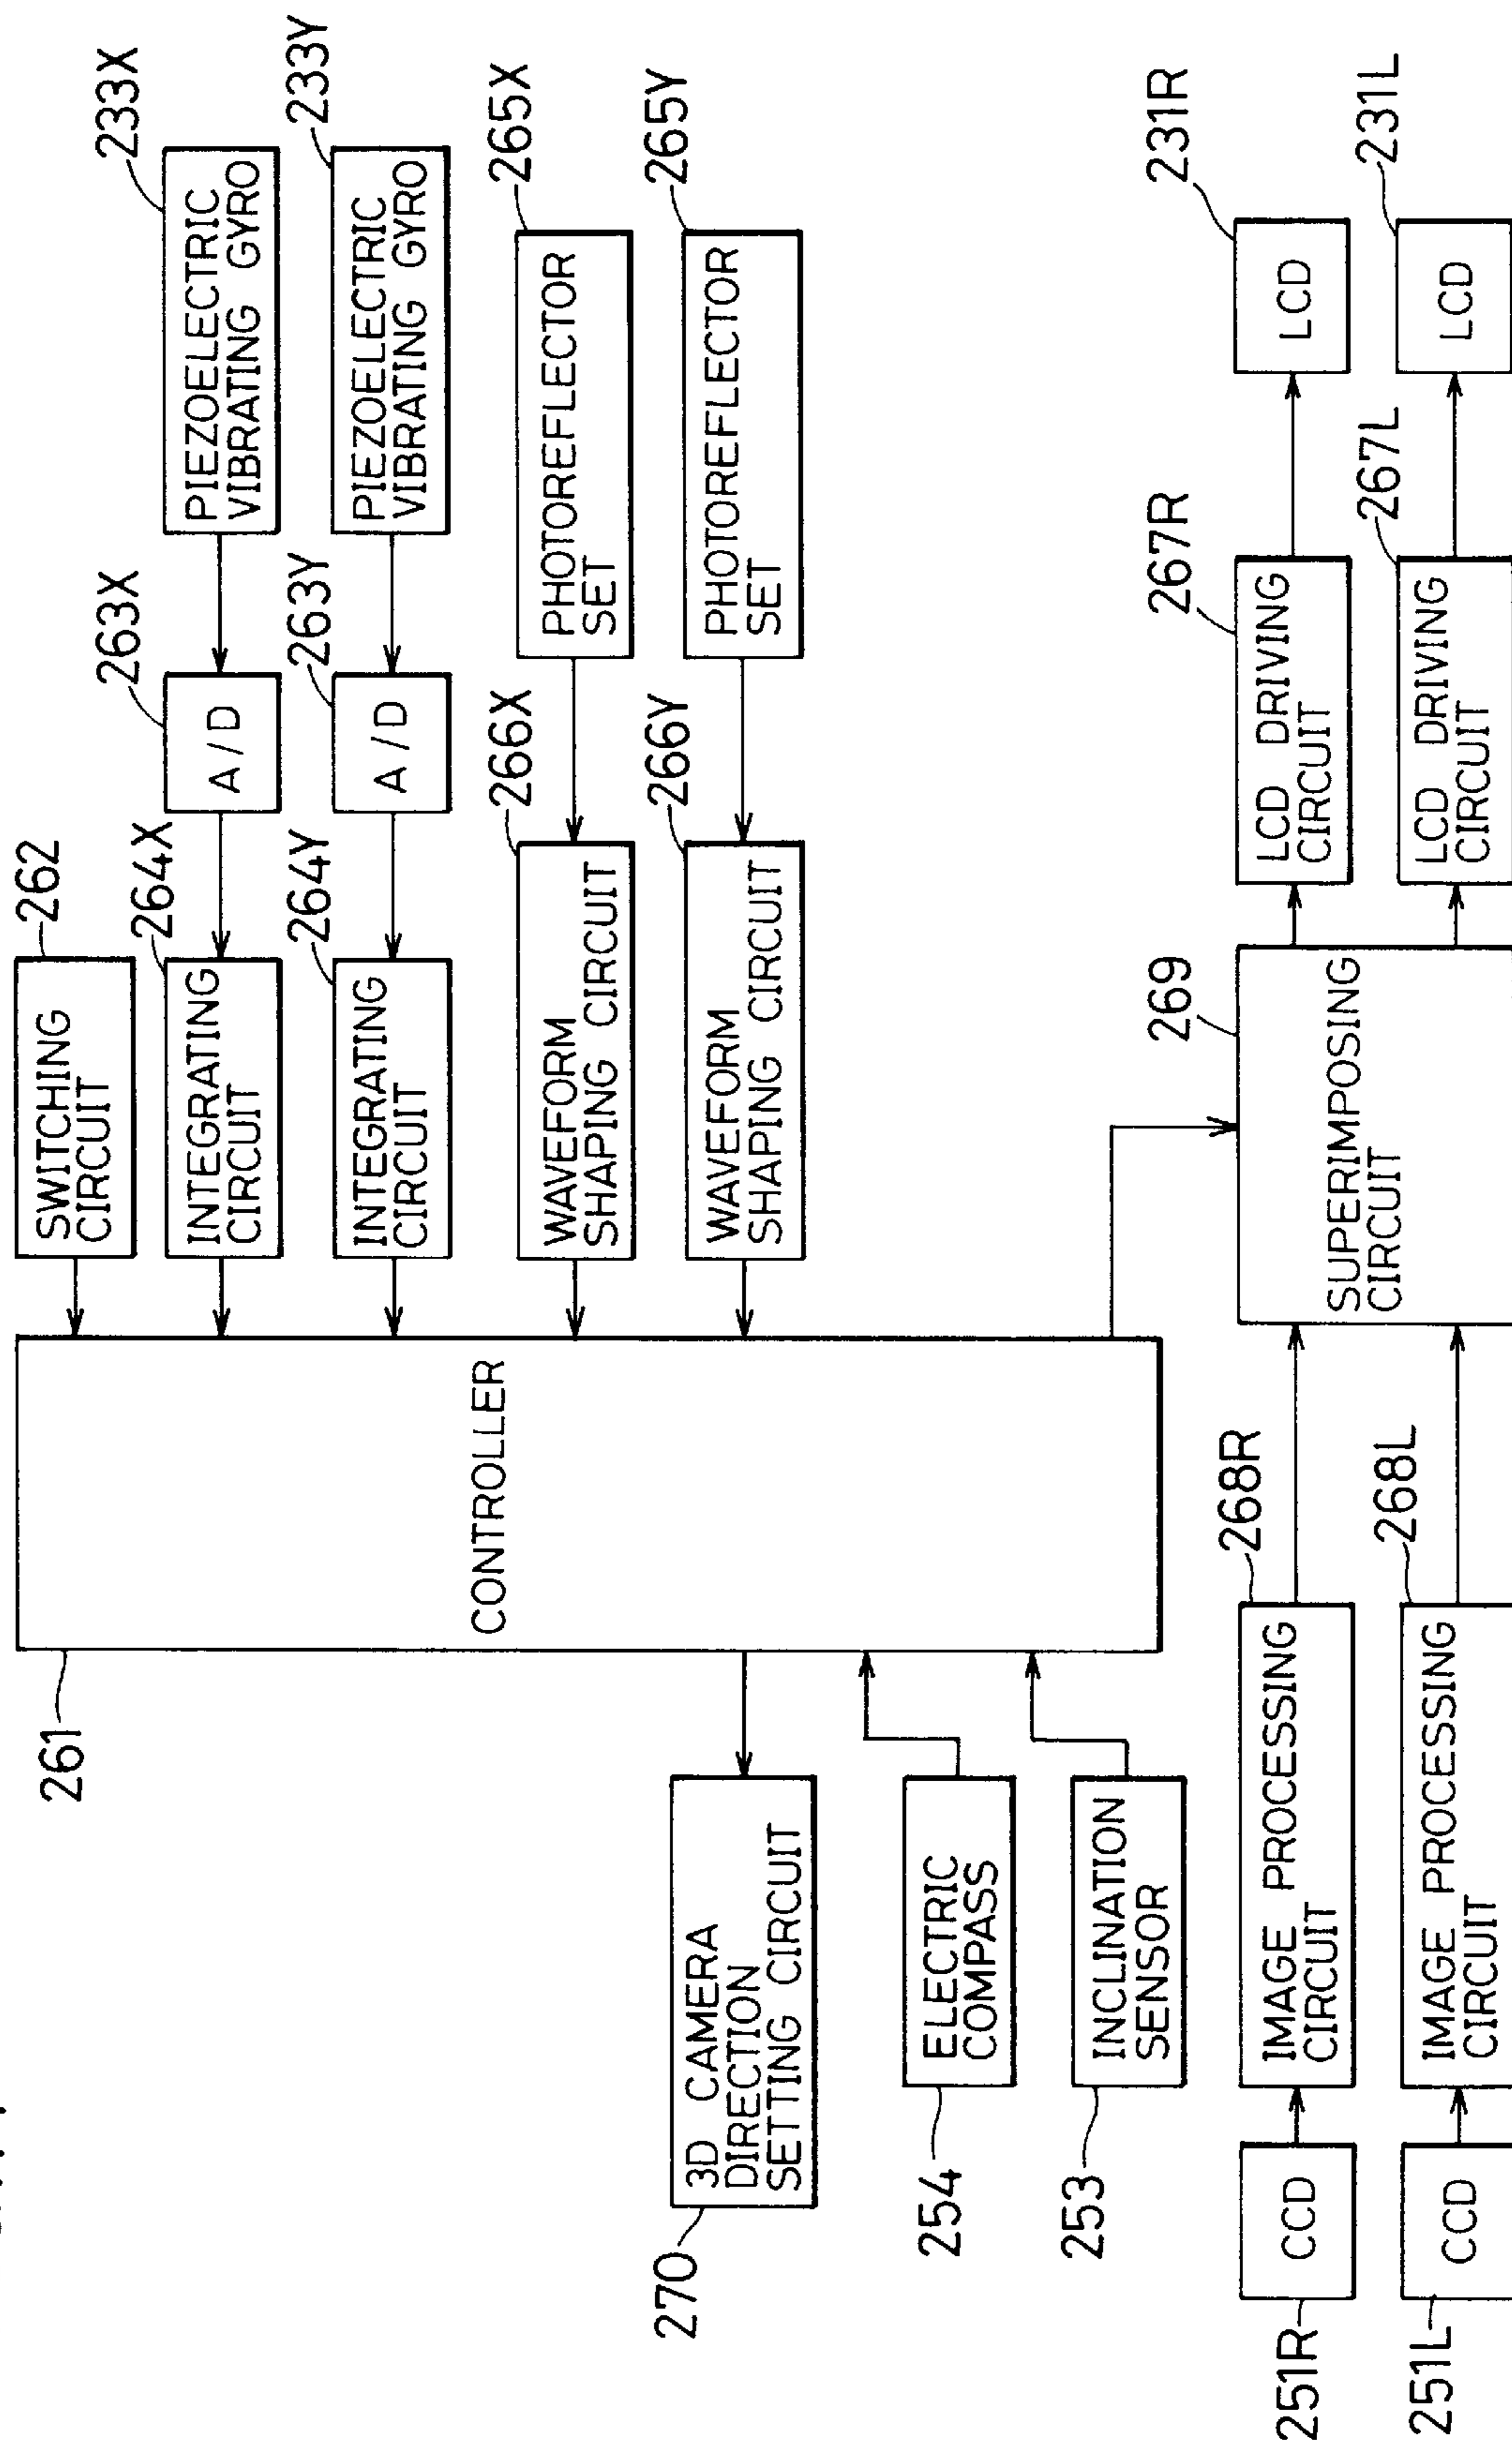 261
CONTROLLER
SWITCHING
CIRCUIT
262
INTEGRATING
CIRCUIT
264X
A/D
263X
PIEZOELECTRIC
VIBRATING GYRO
233X
INTEGRATING
CIRCUIT
264Y
A/D
263Y
PIEZOELECTRIC
VIBRATING GYRO
233Y
WAVEFORM
SHAPING CIRCUIT
266X
PHOTOREFLECTOR
SET
265X
WAVEFORM
SHAPING CIRCUIT
266Y
PHOTOREFLECTOR
SET
265Y
270
3D CAMERA
DIRECTION
SETTING CIRCUIT
254
ELECTRIC
COMPASS
253
INCLINATION
SENSOR
251R
CCD
IMAGE PROCESSING
CIRCUIT
268R
SUPERIMPOSING
CIRCUIT
269
LCD DRIVING
CIRCUIT
267R
LCD
231R
251L
CCD
IMAGE PROCESSING
CIRCUIT
268L
LCD DRIVING
CIRCUIT
267L
LCD
231L